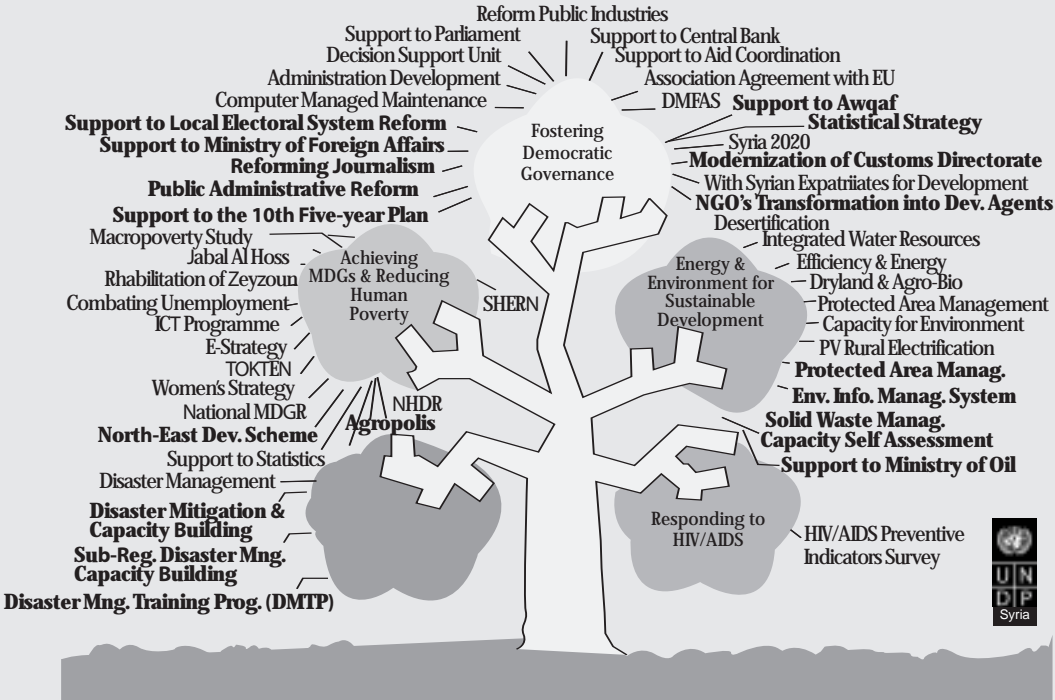 Reform Public Industries
Support to Parliament
Decision Support Unit
Administration Development
Computer Managed Maintenance
Support to Local Electoral System Reform
Support to Ministry of Foreign Affairs
Reforming Journalism
Public Administrative Reform
Support to the 10th Five-year Plan
Support to Central Bank
Support to Aid Coordination
Association Agreement with EU
DMFAS
Support to Awqaf
Statistical Strategy
Syria 2020
Modernization of Customs Directorate
With Syrian Expatriiates for Development
NGO's Transformation into Dev. Agents
Fostering
Democratic
Governance
Macropoverty Study
Jabal Al Hoss
Rhabilitation of Zeyzoun
Combating Unemployment
ICT Programme
E-Strategy
TOKTEN
Women's Strategy
National MDGR
North-East Dev. Scheme
Support to Statistics
Achieving
MDGs & Reducing
Human
Poverty
SHERN
NHDR
Agropolis
Desertification
Integrated Water Resources
Efficiency & Energy
Dryland & Agro-Bio
Protected Area Management
Capacity for Environment
PV Rural Electrification
Protected Area Manag.
Env. Info. Manag. System
Solid Waste Manag.
Capacity Self Assessment
Support to Ministry of Oil
Energy &
Environment for
Sustainable
Development
Disaster Management
Disaster Mitigation &
Capacity Building
Sub-Reg. Disaster Mng.
Capacity Building
Disaster Mng. Training Prog. (DMTP)
Responding to
HIV/AIDS
HIV/AIDS Preventive
Indicators Survey
U N
D P
Syria